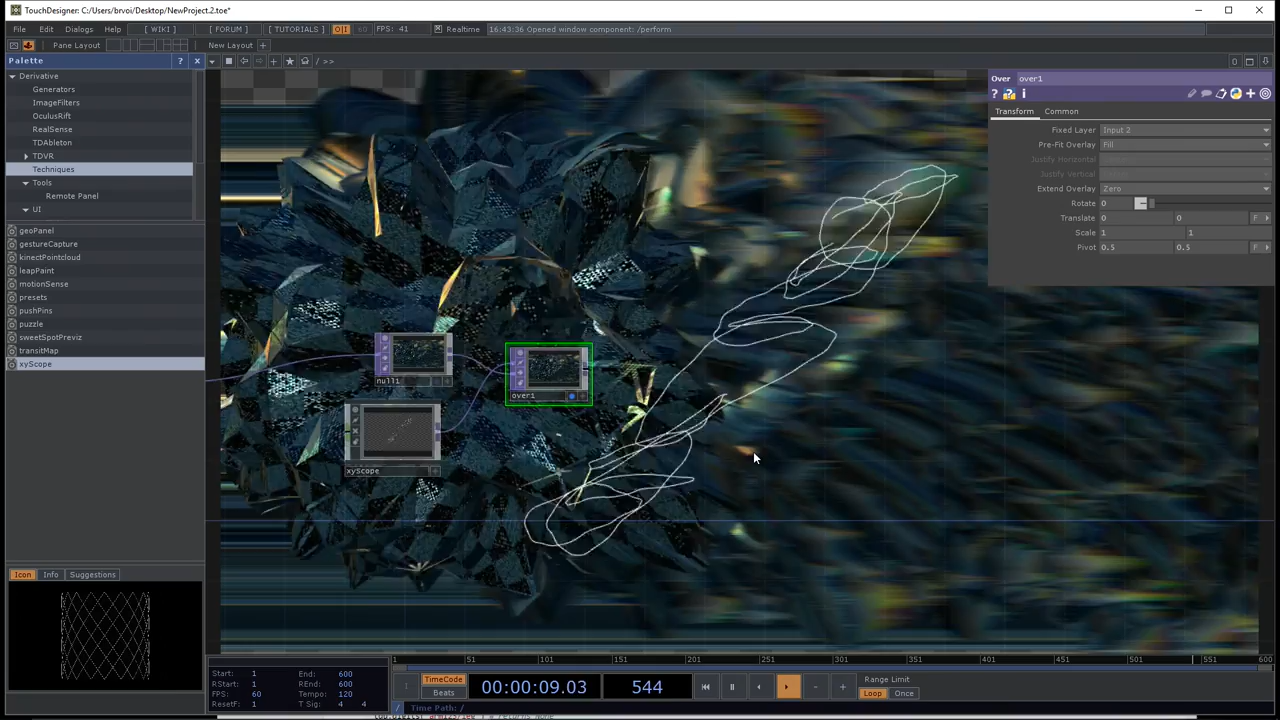 TouchDesigner: C:/Users/brvoi/Desktop/NewProject.2.toe*
File Edit Dialogs Help [ WIKI ] [ FORUM ] [ TUTORIALS ] O|I 60 FPS: 41 Realtime 16:43:36 Opened window component: /perform
Pane Layout New Layout +
Palette ? x / >>
Derivative
Generators
ImageFilters
OculusRift
RealSense
TDAbleton
TDVR
Techniques
Tools
Remote Panel
UI
geoPanel
gestureCapture
kinectPointcloud
leapPaint
motionSense
presets
pushPins
puzzle
sweetSpotPreviz
transitMap
xyScope
Icon Info Suggestions
null1
over1
xyScope
Over over1
Transform Common
Fixed Layer Input 2
Pre-Fit Overlay Fill
Justify Horizontal
Justify Vertical
Extend Overlay Zero
Rotate 0
Translate 0 0 F
Scale 1 1
Pivot 0.5 0.5 F
1 51 101 151 201 251 301 351 401 451 501 551 600
Start: 1 End: 600
RStart: 1 REnd: 600
FPS: 60 Tempo: 120
ResetF: 1 T Sig: 4 4
TimeCode
Beats
00:00:09.03
544
Range Limit
Loop Once
/ Time Path: /